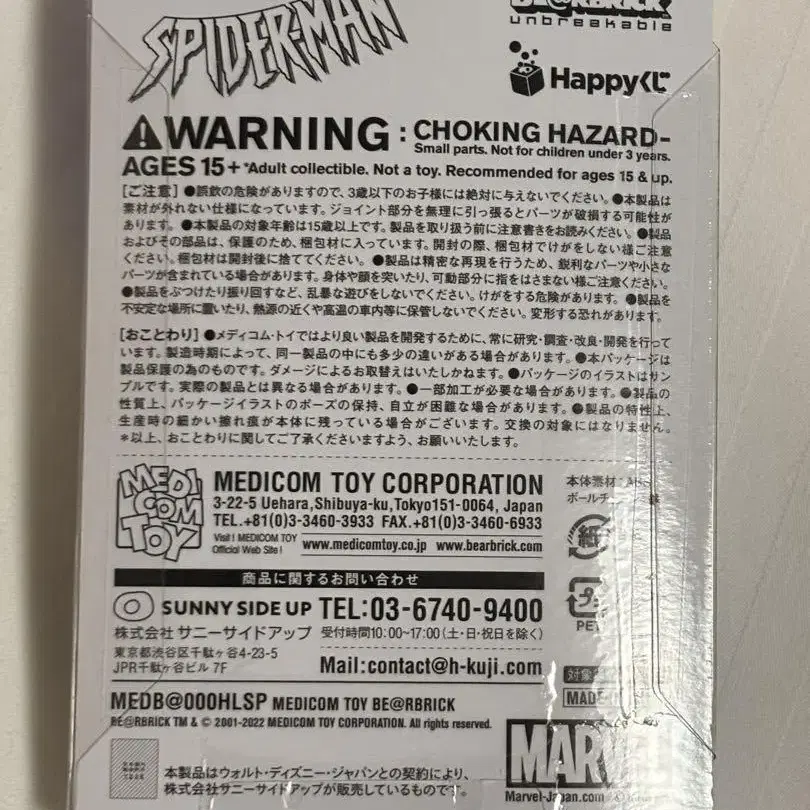 SPIDER-MAN
BE@RBRICK
unbreakable
Happyくじ
WARNING : CHOKING HAZARD-
Small parts. Not for children under 3 years.
AGES 15+ *Adult collectible. Not a toy. Recommended for ages 15 & up.
[ご注意] ●誤飲の危険がありますので、3歳以下のお子様には絶対に与えないでください。●本製品は
素材が外れない仕様になっています。ジョイント部分を無理に引っ張るとパーツが破損する可能性が
あります。●本製品の対象年齢は15歳以上です。製品を取り扱う前に注意書きをお読みください。●製品
およびその部品は、保護のため、梱包材に入っています。開封の際、梱包材でけがをしない様ご注意
ください。梱包材は開封後に捨ててください。●製品は精密な再現を行うため、鋭利なパーツや小さな
パーツが含まれている場合があります。身体や顔を突いたり、可動部分に指をはさまない様ご注意ください。
●製品をぶつけたり振り回すなど、乱暴な遊びをしないでください。けがをする危険があります。●製品を
不安定な場所に置いたり、熱源の近くや高温の車内等に保管しないでください。変形する恐れがあります。
[おことわり] ●メディコム・トイではより良い製品を開発するために、常に研究・調査・改良・開発を行って
います。製造時期によって、同一製品の中にも多少の違いがある場合があります。●本パッケージは
製品保護の為のものです。ダメージによるお取替えはいたしかねます。●パッケージのイラストはサン
プルです。実際の製品とは異なる場合があります。●一部加工が必要な場合があります。●製品の
性質上、パッケージイラストのポーズの保持、自立が困難な場合があります。●製品の特性上、
生産時の細かい擦れ痕が本体に残っている場合がございます。交換の対象にはなりません。
*以上、おことわりに関してご了承くださいますよう、お願いいたします。
MEDI
COM
TOY
MEDICOM TOY CORPORATION
3-22-5 Uehara,Shibuya-ku,Tokyo151-0064, Japan
TEL.+81(0)3-3460-3933 FAX.+81(0)3-3460-6933
Visit ! MEDICOM TOY
Official Web Site !
www.medicomtoy.co.jp www.bearbrick.com
本体素材:
ボールチ
紙
PET
商品に関するお問い合わせ
SUNNY SIDE UP TEL:03-6740-9400
株式会社 サニーサイドアップ 受付時間10:00~17:00(土・日・祝日を除く)
東京都渋谷区千駄ヶ谷4-23-5
JPR千駄ヶ谷ビル 7F
Mail:contact@h-kuji.com
対象
MADE
MEDB@000HLSP MEDICOM TOY BE@RBRICK
BE@RBRICK TM & © 2001-2022 MEDICOM TOY CORPORATION. All rights reserved.
MARVEL
Marvel-Japan.com
本製品はウォルト・ディズニー・ジャパンとの契約により、
株式会社サニーサイドアップが販売しているものです。